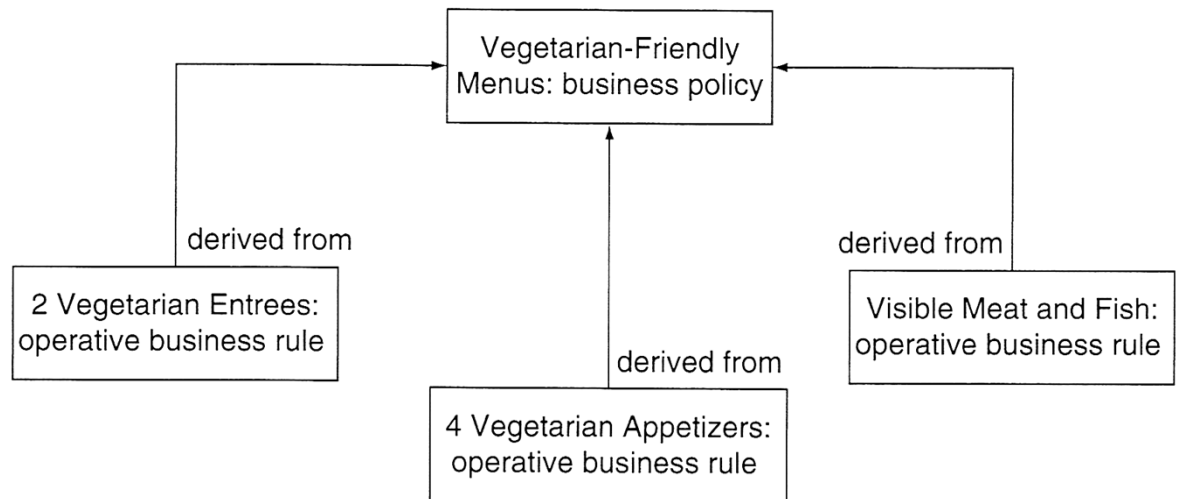 Vegetarian-Friendly
Menus: business policy
derived from
derived from
2 Vegetarian Entrees:
operative business rule
Visible Meat and Fish:
operative business rule
derived from
4 Vegetarian Appetizers:
operative business rule